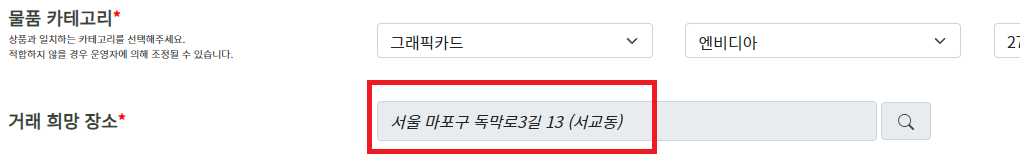 물품 카테고리*
상품과 일치하는 카테고리를 선택해주세요.
적합하지 않을 경우 운영자에 의해 조정될 수 있습니다.
그래픽카드
엔비디아
27
거래 희망 장소*
서울 마포구 독막로3길 13 (서교동)